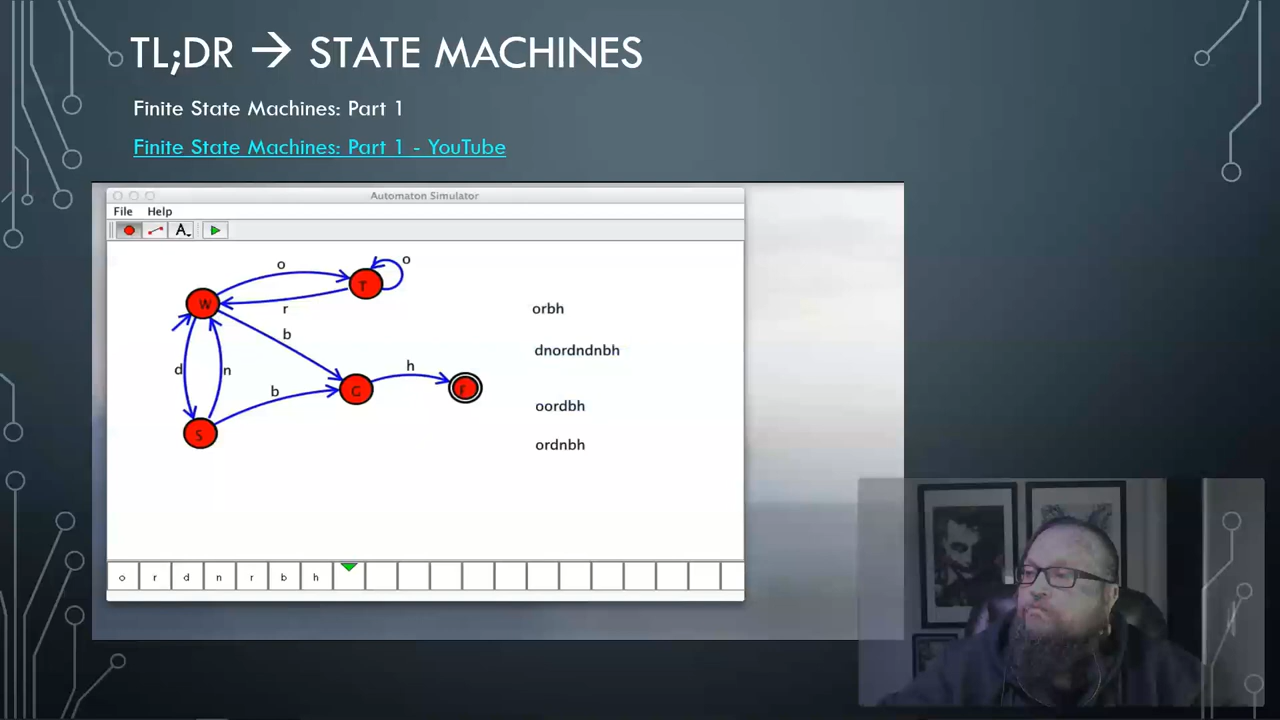 TL;DR → STATE MACHINES
Finite State Machines: Part 1
Finite State Machines: Part 1 - YouTube
Automaton Simulator
File Help
A
o
o
T
W
r
orbh
b
dnordndnbh
d
n
h
b
G
F
oordbh
S
ordnbh
o r d n r b h